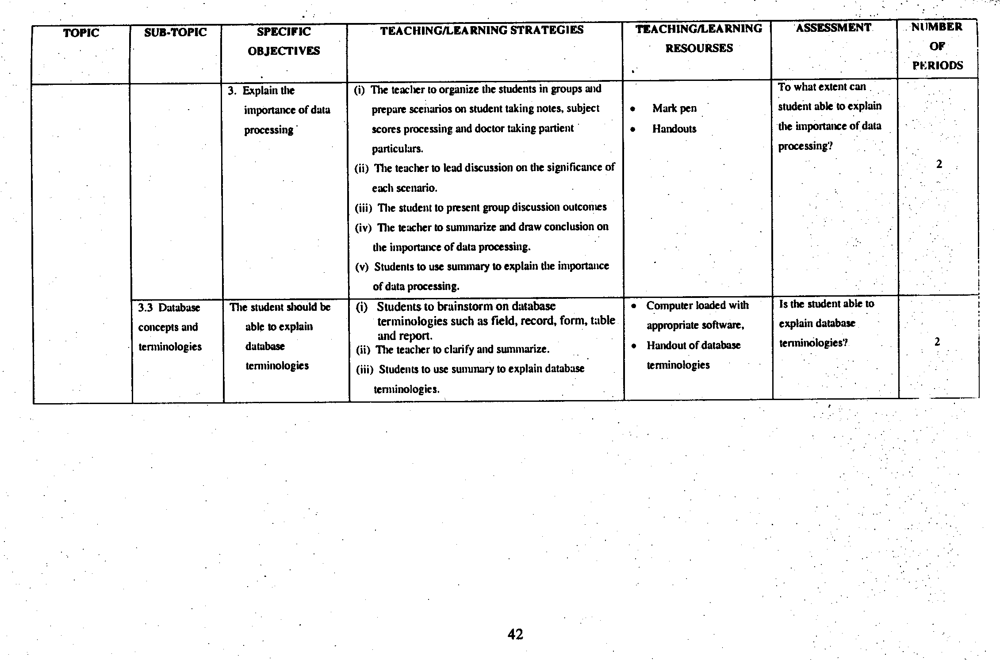 TOPIC
SUB-TOPIC
SPECIFIC
OBJECTIVES
TEACHING/LEARNING STRATEGIES
TEACHING/LEARNING
RESOURSES
ASSESSMENT
NUMBER
OF
PERIODS
3. Explain the
importance of data
processing
(i) The teacher to organize the students in groups and
prepare scenarios on student taking notes, subject
scores processing and doctor taking partient
particulars.
(ii) The teacher to lead discussion on the significance of
each scenario.
(iii) The student to present group discussion outcomes
(iv) The teacher to summarize and draw conclusion on
the importance of data processing.
(v) Students to use summary to explain the importance
of data processing.
• Mark pen
• Handouts
To what extent can
student able to explain
the importance of data
processing?
2
3.3 Database
concepts and
terminologies
The student should be
able to explain
database
terminologies
(i) Students to brainstorm on database
terminologies such as field, record, form, table
and report.
(ii) The teacher to clarify and summarize.
(iii) Students to use summary to explain database
terminologies.
• Computer loaded with
appropriate software,
• Handout of database
terminologies
Is the student able to
explain database
terminologies?
2
42